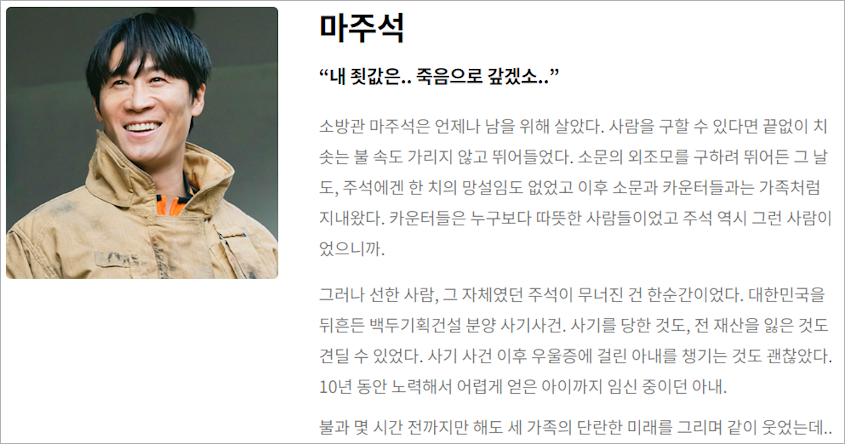 마주석
“내 죗값은.. 죽음으로 갚겠소..”
소방관 마주석은 언제나 남을 위해 살았다. 사람을 구할 수 있다면 끝없이 치
솟는 불 속도 가리지 않고 뛰어들었다. 소문의 외조모를 구하려 뛰어든 그 날
도, 주석에겐 한 치의 망설임도 없었고 이후 소문과 카운터들과는 가족처럼
지내왔다. 카운터들은 누구보다 따뜻한 사람들이었고 주석 역시 그런 사람이
었으니까.
그러나 선한 사람, 그 자체였던 주석이 무너진 건 한순간이었다. 대한민국을
뒤흔든 백두기획건설 분양 사기사건. 사기를 당한 것도, 전 재산을 잃은 것도
견딜 수 있었다. 사기 사건 이후 우울증에 걸린 아내를 챙기는 것도 괜찮았다.
10년 동안 노력해서 어렵게 얻은 아이까지 임신 중이던 아내.
불과 몇 시간 전까지만 해도 세 가족의 단란한 미래를 그리며 같이 웃었는데..